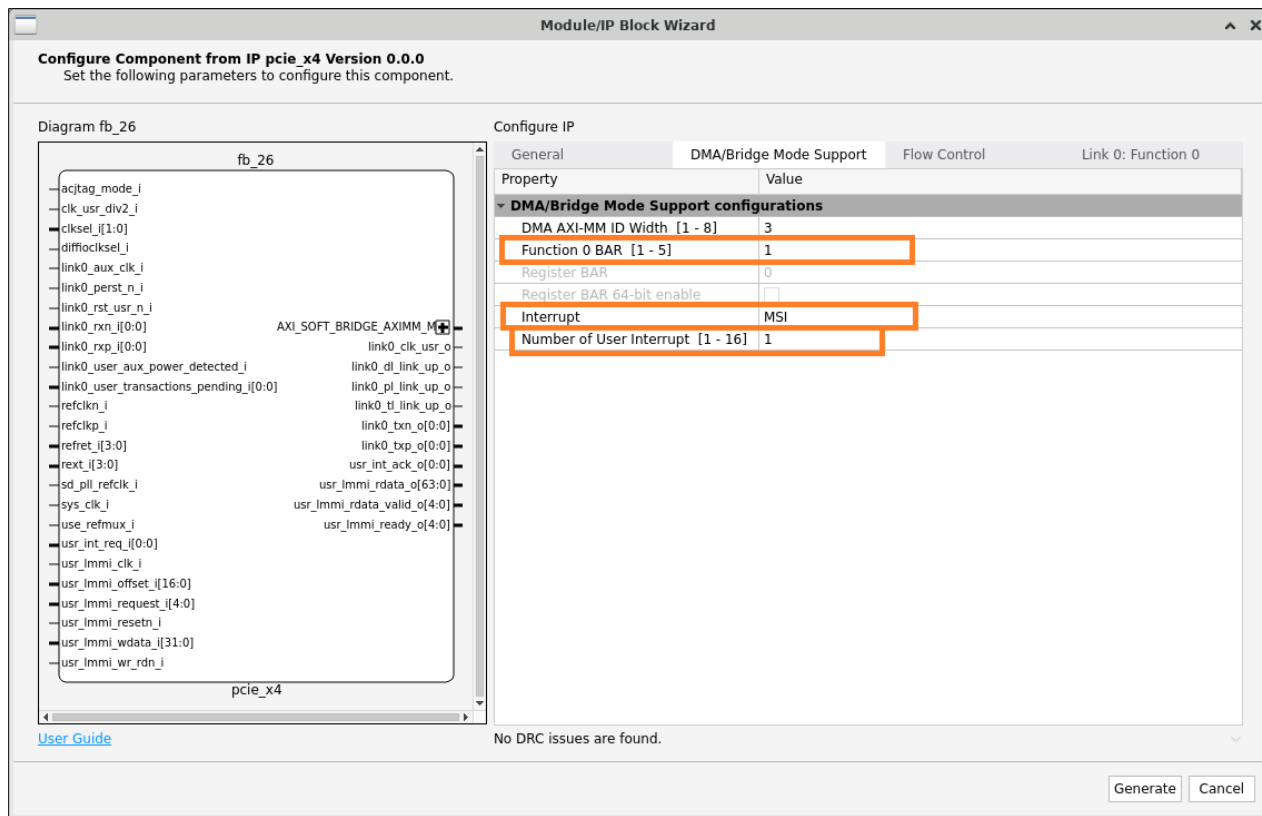 Module/IP Block Wizard
Configure Component from IP pcie_x4 Version 0.0.0
Set the following parameters to configure this component.
Diagram fb_26
fb_26
acjtag_mode_i
clk_usr_div2_i
clksel_i[1:0]
diffioclksel_i
link0_aux_clk_i
link0_perst_n_i
link0_rst_usr_n_i
link0_rxn_i[0:0]
link0_rxp_i[0:0]
link0_user_aux_power_detected_i
link0_user_transactions_pending_i[0:0]
refclkn_i
refclkp_i
refret_i[3:0]
rext_i[3:0]
sd_pll_refclk_i
sys_clk_i
use_refmux_i
usr_int_req_i[0:0]
usr_lmmi_clk_i
usr_lmmi_offset_i[16:0]
usr_lmmi_request_i[4:0]
usr_lmmi_resetn_i
usr_lmmi_wdata_i[31:0]
usr_lmmi_wr_rdn_i
AXI_SOFT_BRIDGE_AXIMM_M
link0_clk_usr_o
link0_dl_link_up_o
link0_pl_link_up_o
link0_tl_link_up_o
link0_txn_o[0:0]
link0_txp_o[0:0]
usr_int_ack_o[0:0]
usr_lmmi_rdata_o[63:0]
usr_lmmi_rdata_valid_o[4:0]
usr_lmmi_ready_o[4:0]
pcie_x4
User Guide
Configure IP
General DMA/Bridge Mode Support Flow Control Link 0: Function 0
Property Value
DMA/Bridge Mode Support configurations
DMA AXI-MM ID Width [1 - 8] 3
Function 0 BAR [1 - 5] 1
Register BAR 0
Register BAR 64-bit enable
Interrupt MSI
Number of User Interrupt [1 - 16] 1
No DRC issues are found.
Generate Cancel